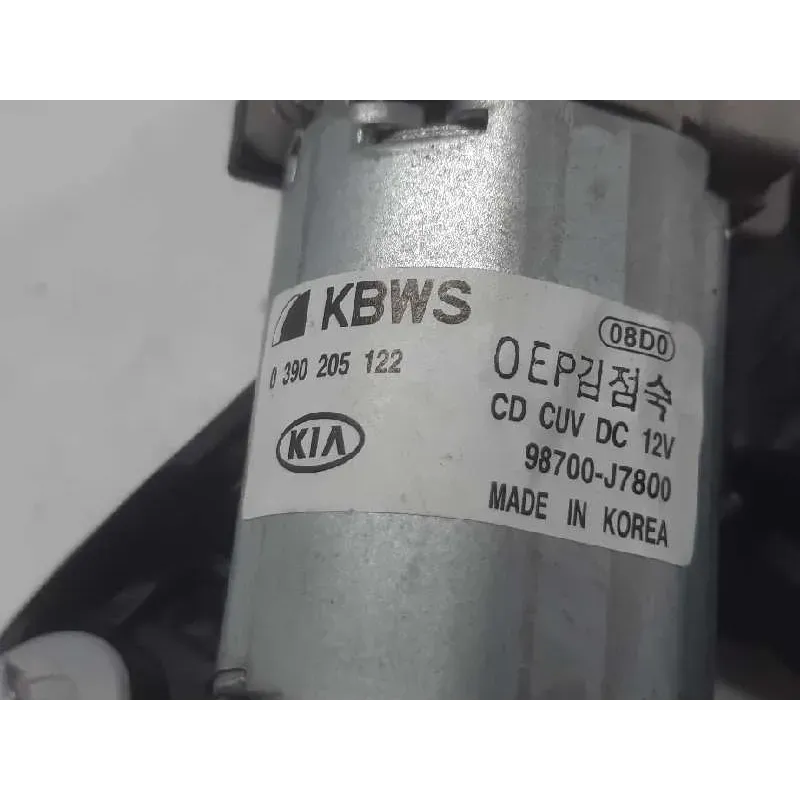 KBWS
0 390 205 122
KIA
08D0
OEP김점숙
CD CUV DC 12V
98700-J7800
MADE IN KOREA